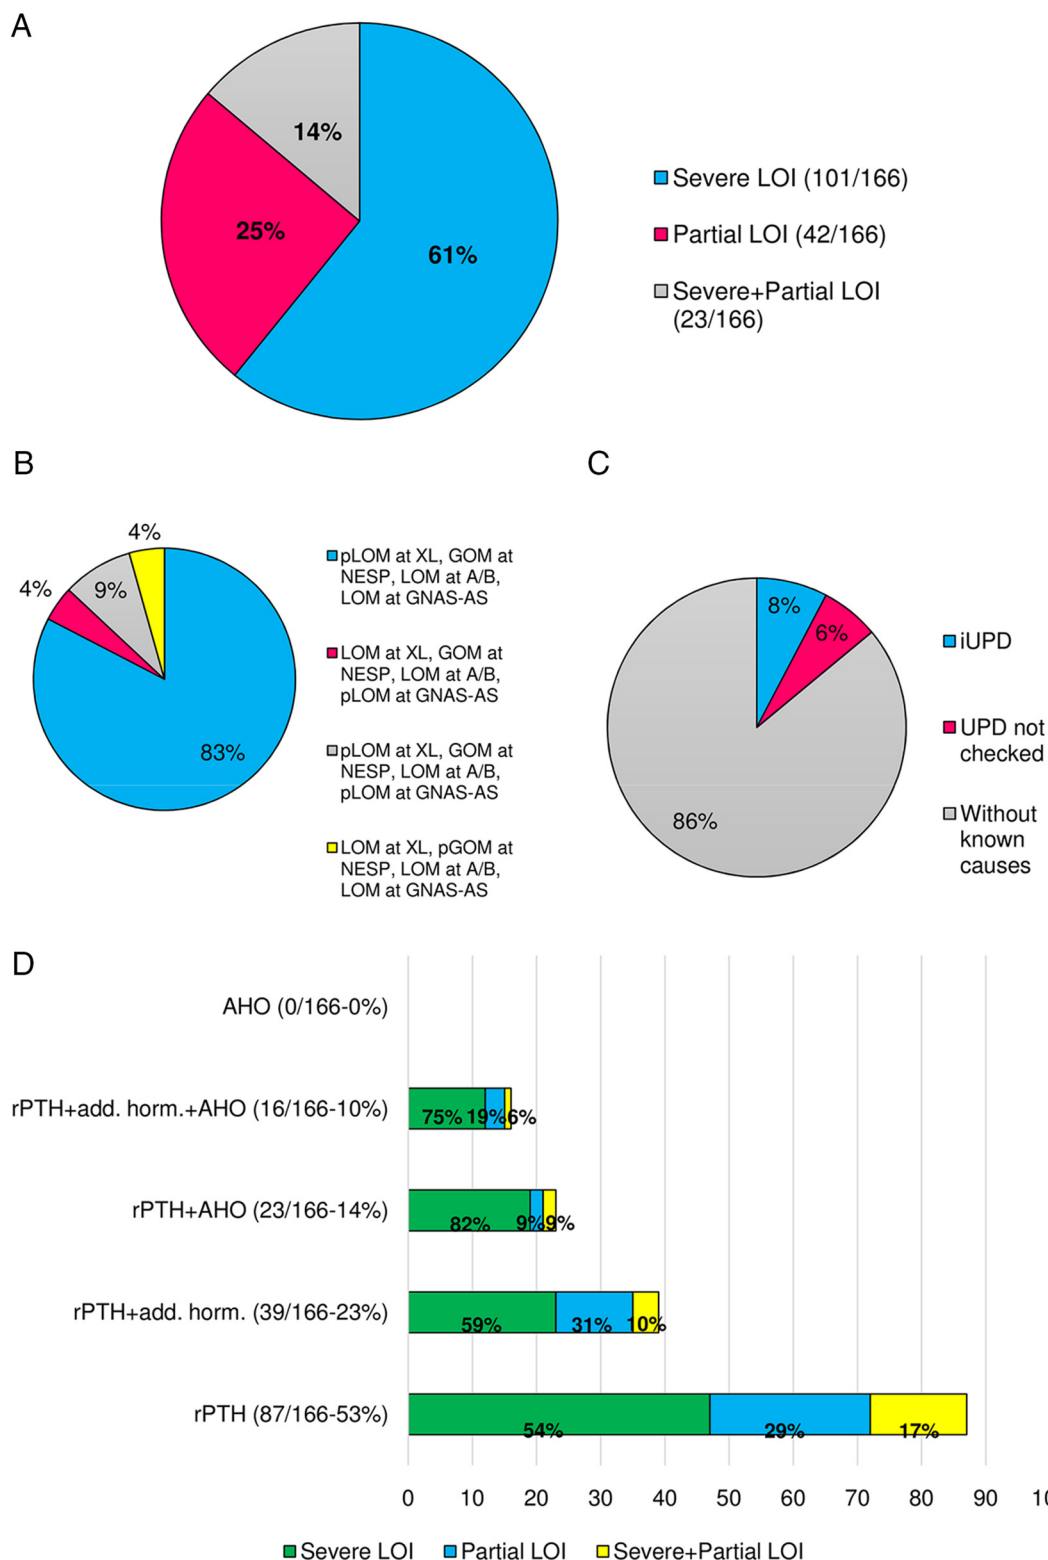 A
14%
25%
61%
Severe LOI (101/166)
Partial LOI (42/166)
Severe+Partial LOI
(23/166)
B
4%
4%
9%
83%
pLOM at XL, GOM at
NESP, LOM at A/B,
LOM at GNAS-AS
LOM at XL, GOM at
NESP, LOM at A/B,
pLOM at GNAS-AS
pLOM at XL, GOM at
NESP, LOM at A/B,
pLOM at GNAS-AS
LOM at XL, pGOM at
NESP, LOM at A/B,
LOM at GNAS-AS
C
8%
6%
86%
iUPD
UPD not
checked
Without
known
causes
D
AHO (0/166-0%)
rPTH+add. horm.+AHO (16/166-10%)
75% 19% 6%
rPTH+AHO (23/166-14%)
82% 9% 9%
rPTH+add. horm. (39/166-23%)
59% 31% 10%
rPTH (87/166-53%)
54% 29% 17%
0 10 20 30 40 50 60 70 80 90
Severe LOI Partial LOI Severe+Partial LOI